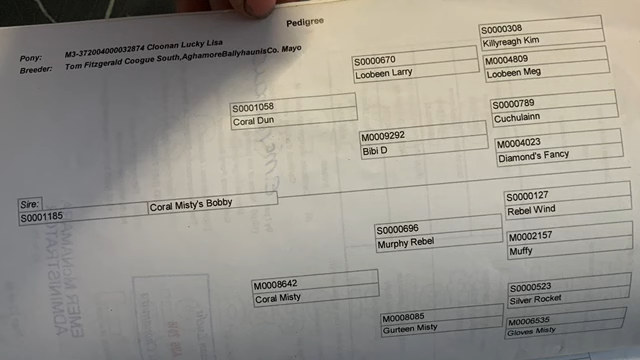 Pedigree
Pony: M3-372004000032874 Cloonan Lucky Lisa
Breeder: Tom Fitzgerald Coogue South,AghamoreBallyhaunisCo. Mayo
S0000308
Killyreagh Kim
S0000670
Loobeen Larry
M0004809
Loobeen Meg
S0001058
Coral Dun
S0000789
Cuchulainn
M0009292
Bibi D
M0004023
Diamond's Fancy
Sire:
S0001185 Coral Misty's Bobby
S0000127
Rebel Wind
S0000696
Murphy Rebel
M0002157
Muffy
M0008642
Coral Misty
S0000523
Silver Rocket
M0008085
Gurteen Misty
M0006535
Gloves Misty
EMER McNAMARA
ADMINISTRAT